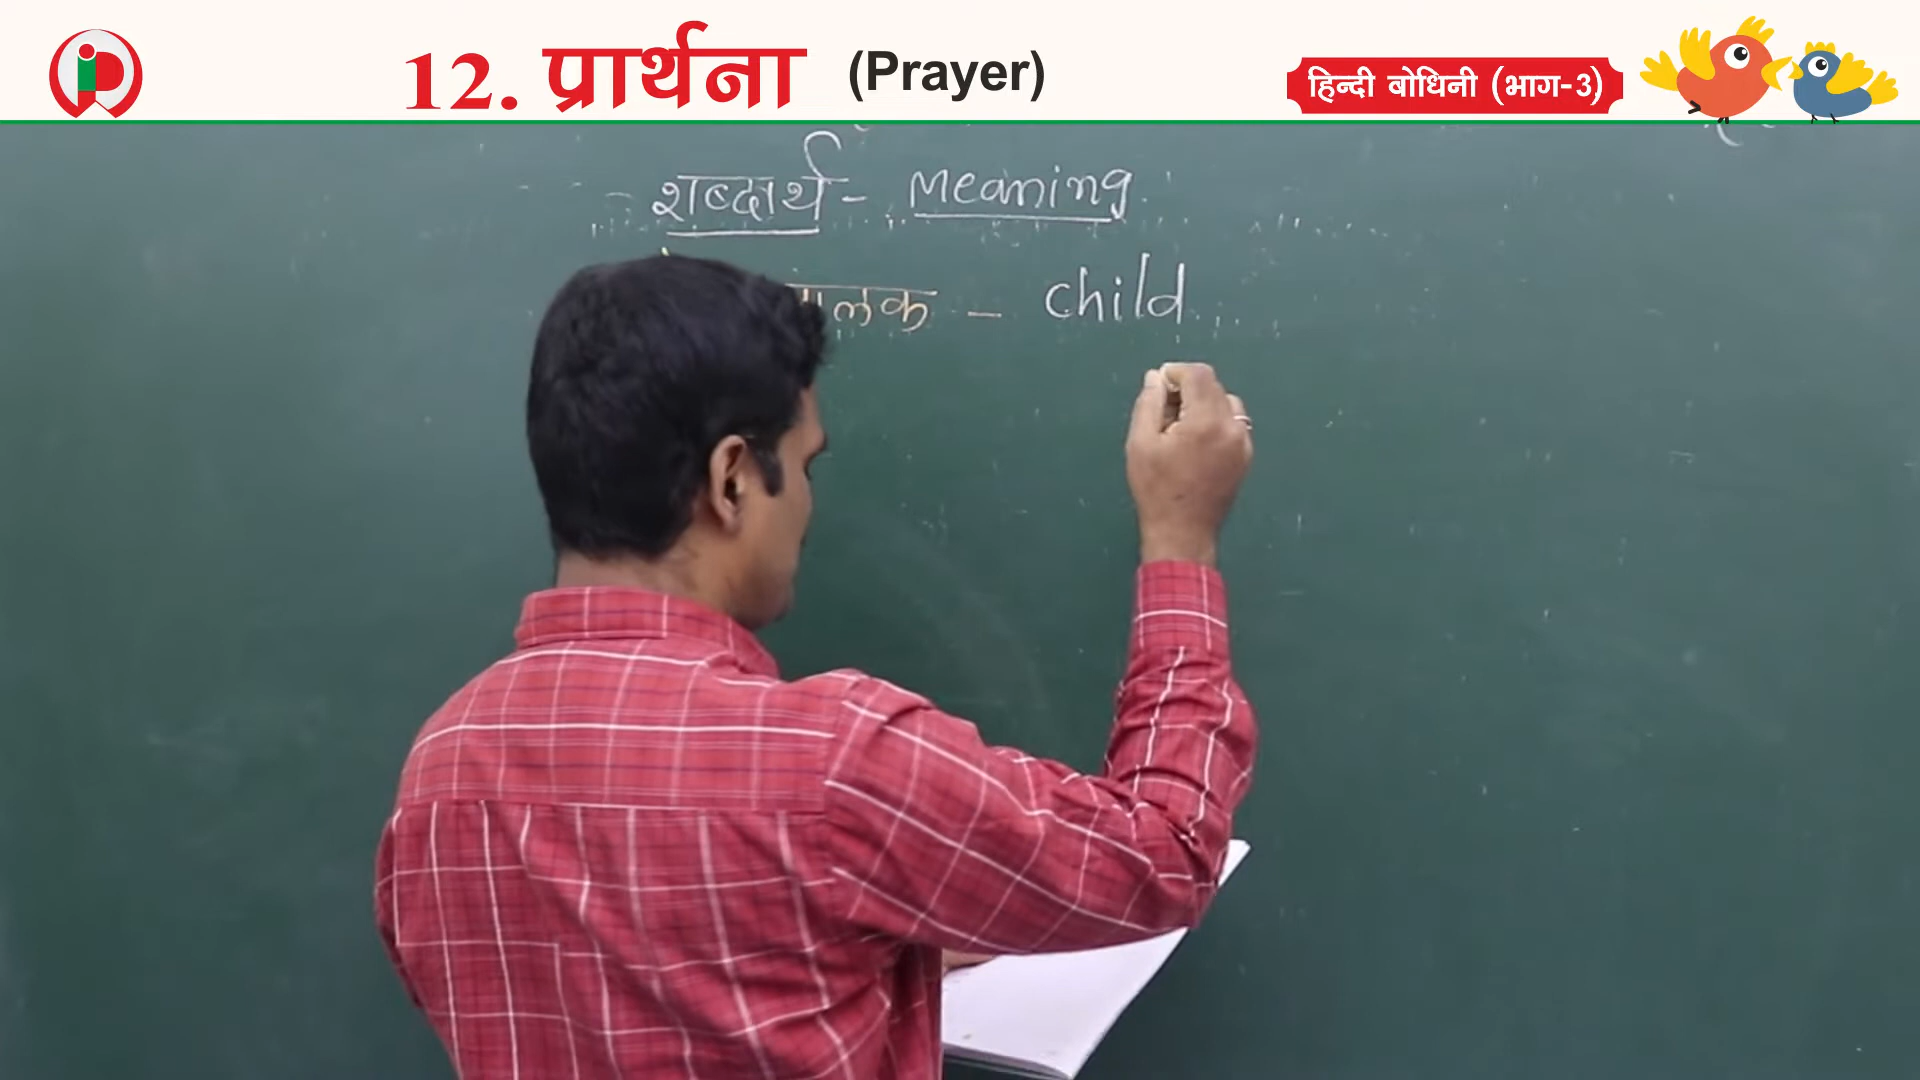 12. प्रार्थना (Prayer)
हिन्दी बोधिनी (भाग-3)
शब्दार्थ - Meaning
- child